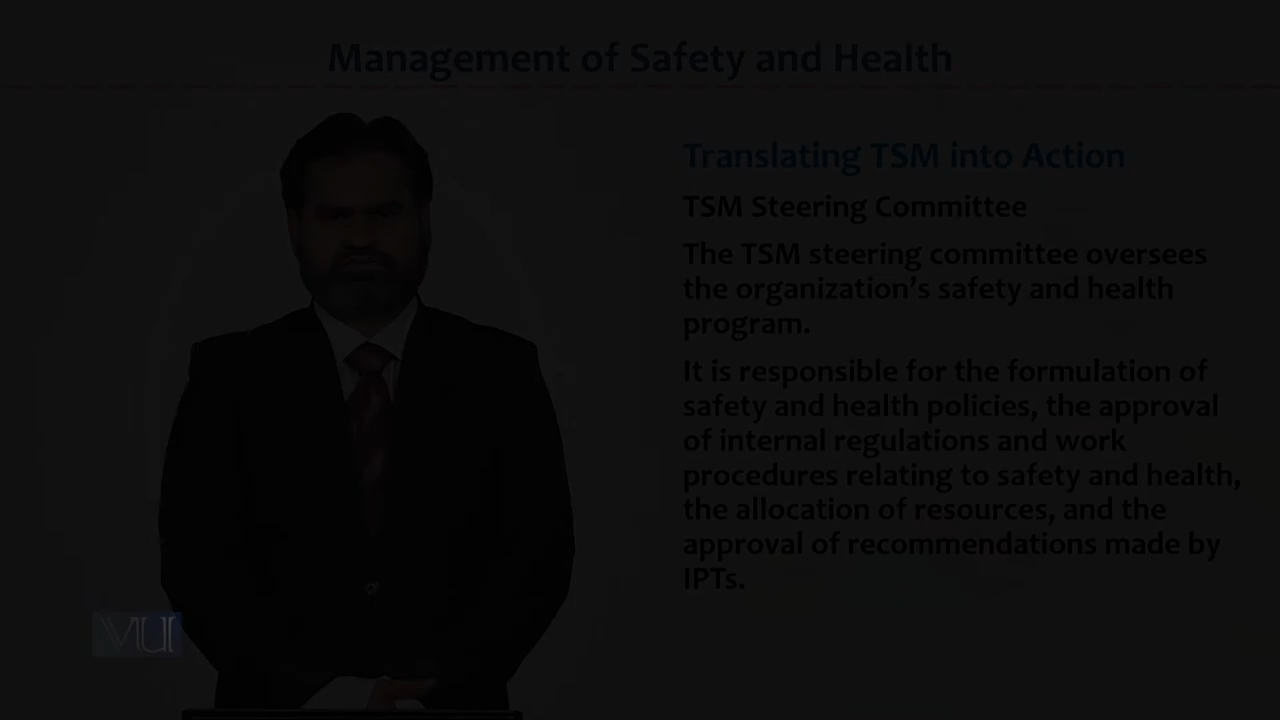 Management of Safety and Health
Translating TSM into Action
TSM Steering Committee
The TSM steering committee oversees
the organization's safety and health
program.
It is responsible for the formulation of
safety and health policies, the approval
of internal regulations and work
procedures relating to safety and health,
the allocation of resources, and the
approval of recommendations made by
IPTs.
VU